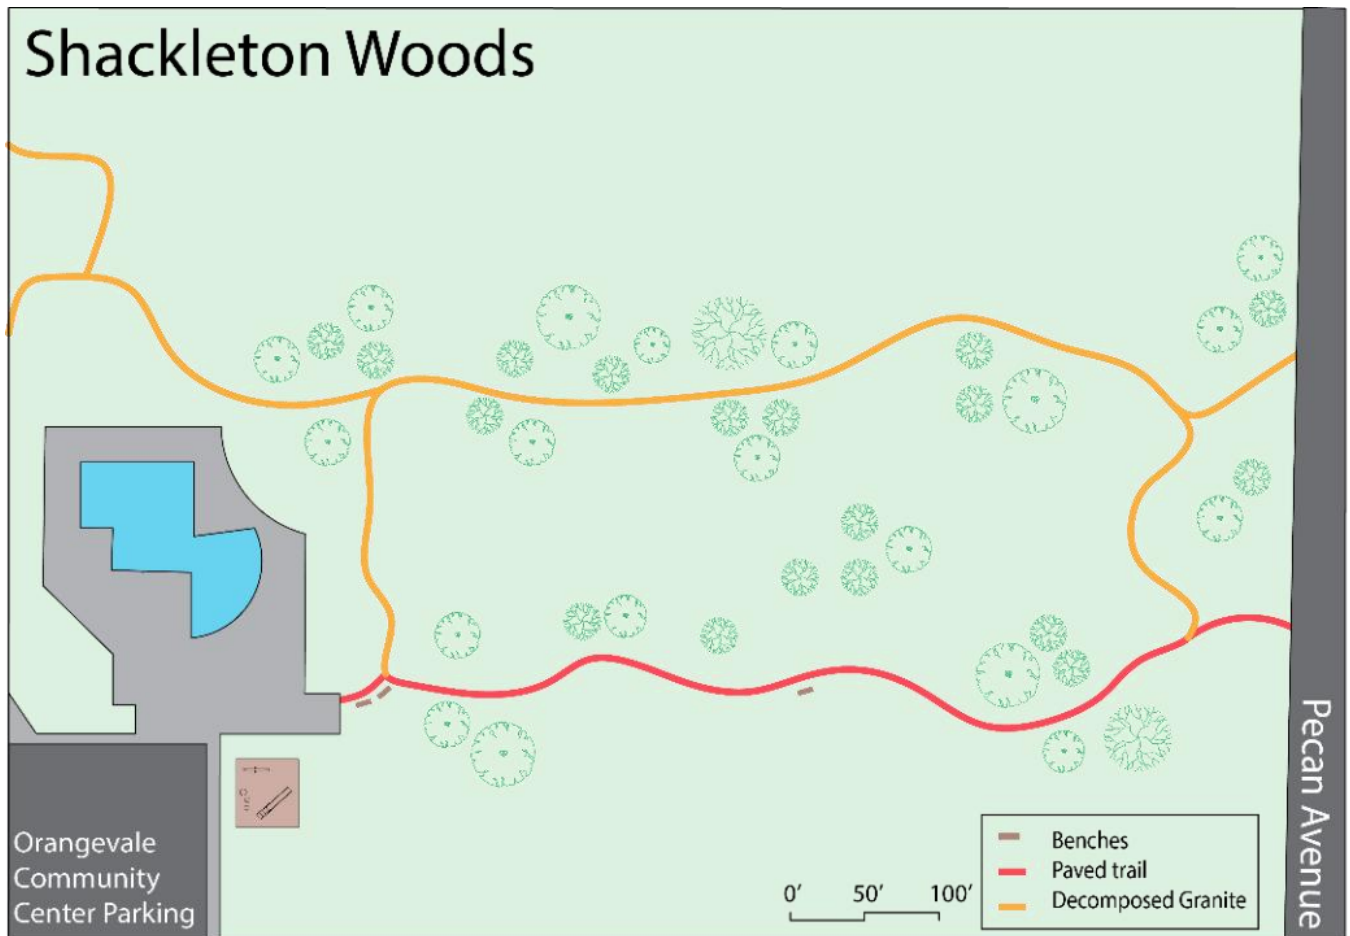 Shackleton Woods
Orangevale
Community
Center Parking
0' 50' 100'
Benches
Paved trail
Decomposed Granite
Pecan Avenue